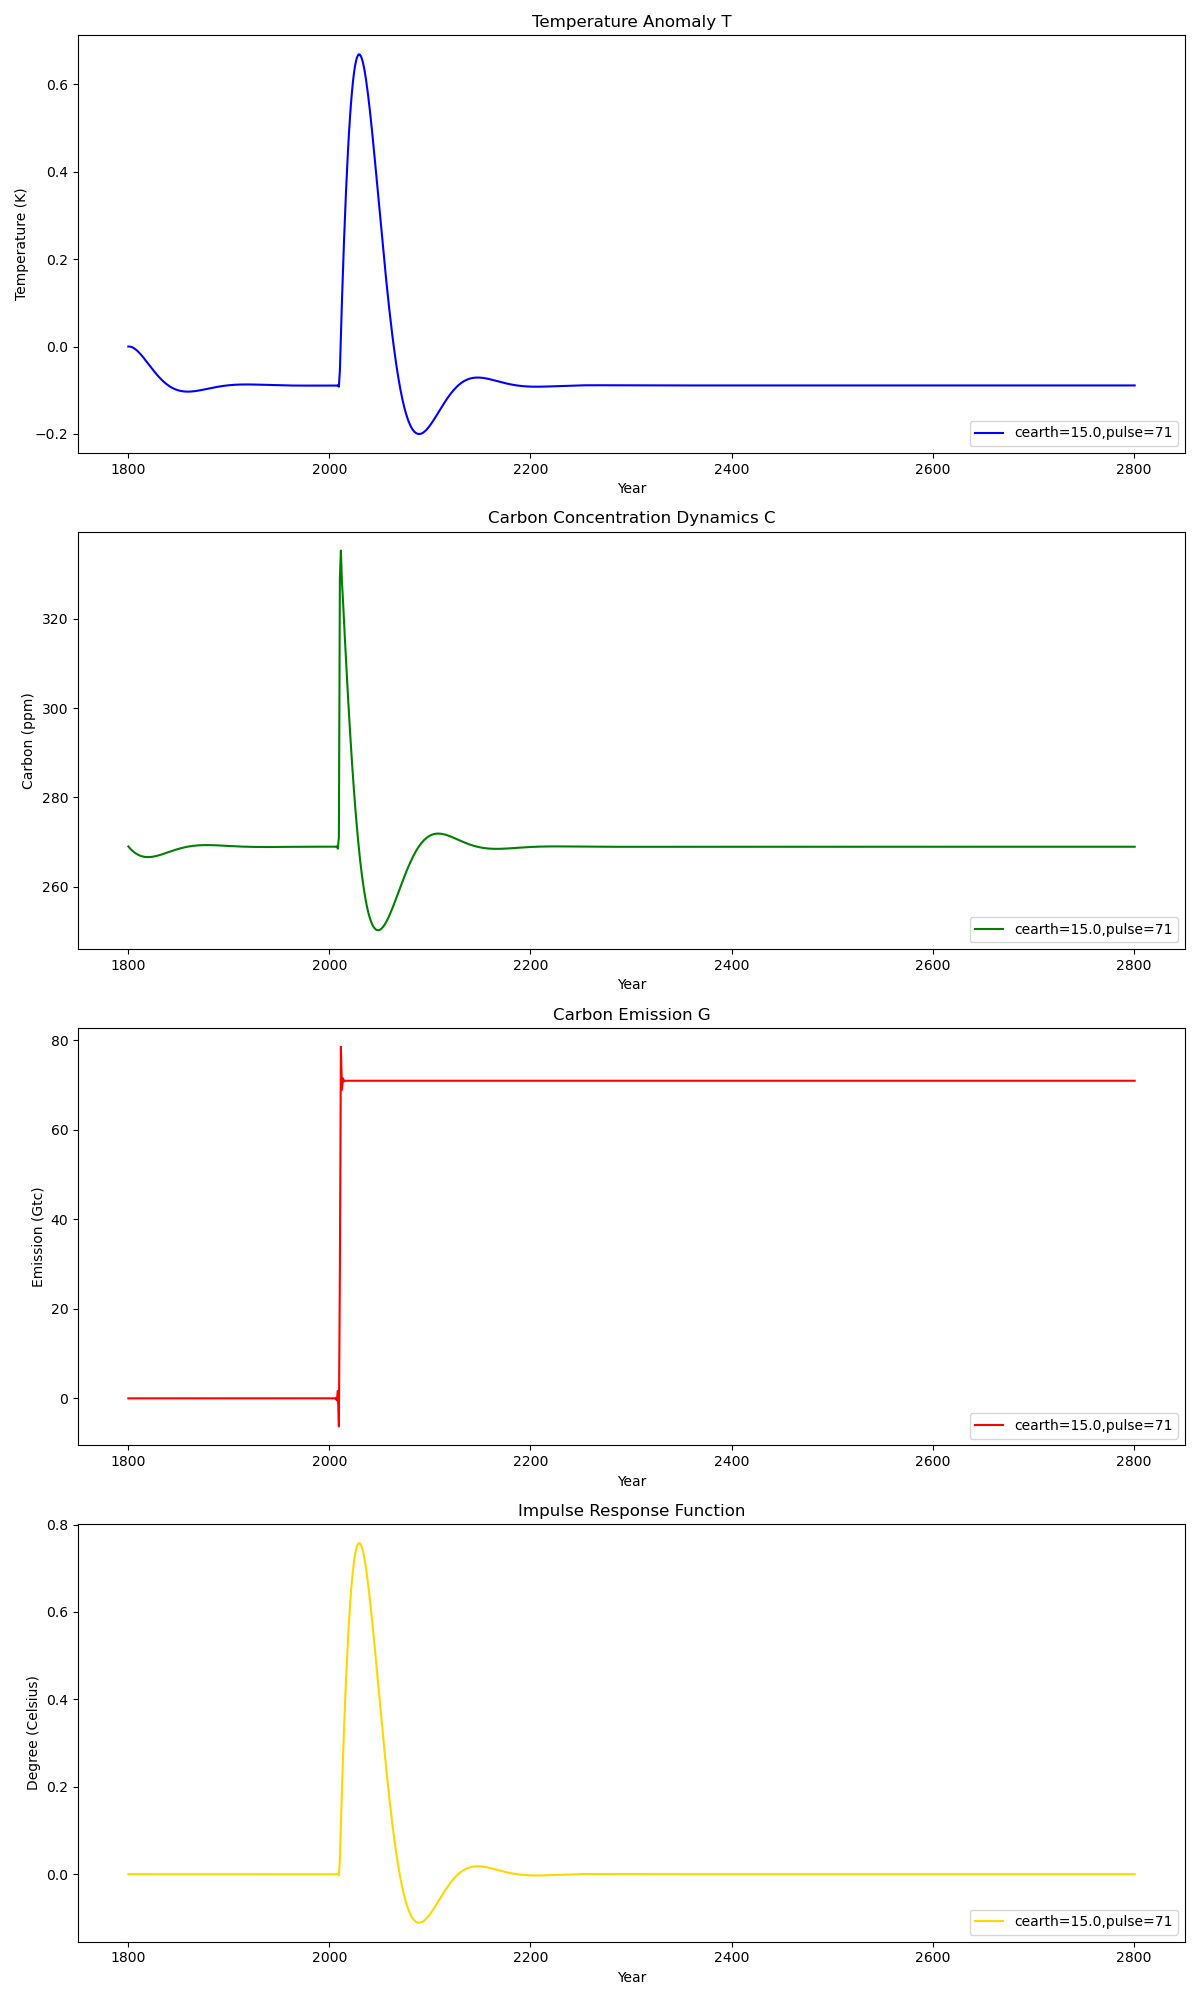 Temperature Anomaly T
Temperature (K)
0.6
0.4
0.2
0.0
−0.2
cearth=15.0,pulse=71
1800 2000 2200 2400 2600 2800
Year
Carbon Concentration Dynamics C
Carbon (ppm)
320
300
280
260
cearth=15.0,pulse=71
1800 2000 2200 2400 2600 2800
Year
Carbon Emission G
Emission (Gtc)
80
60
40
20
0
cearth=15.0,pulse=71
1800 2000 2200 2400 2600 2800
Year
Impulse Response Function
Degree (Celsius)
0.8
0.6
0.4
0.2
0.0
cearth=15.0,pulse=71
1800 2000 2200 2400 2600 2800
Year